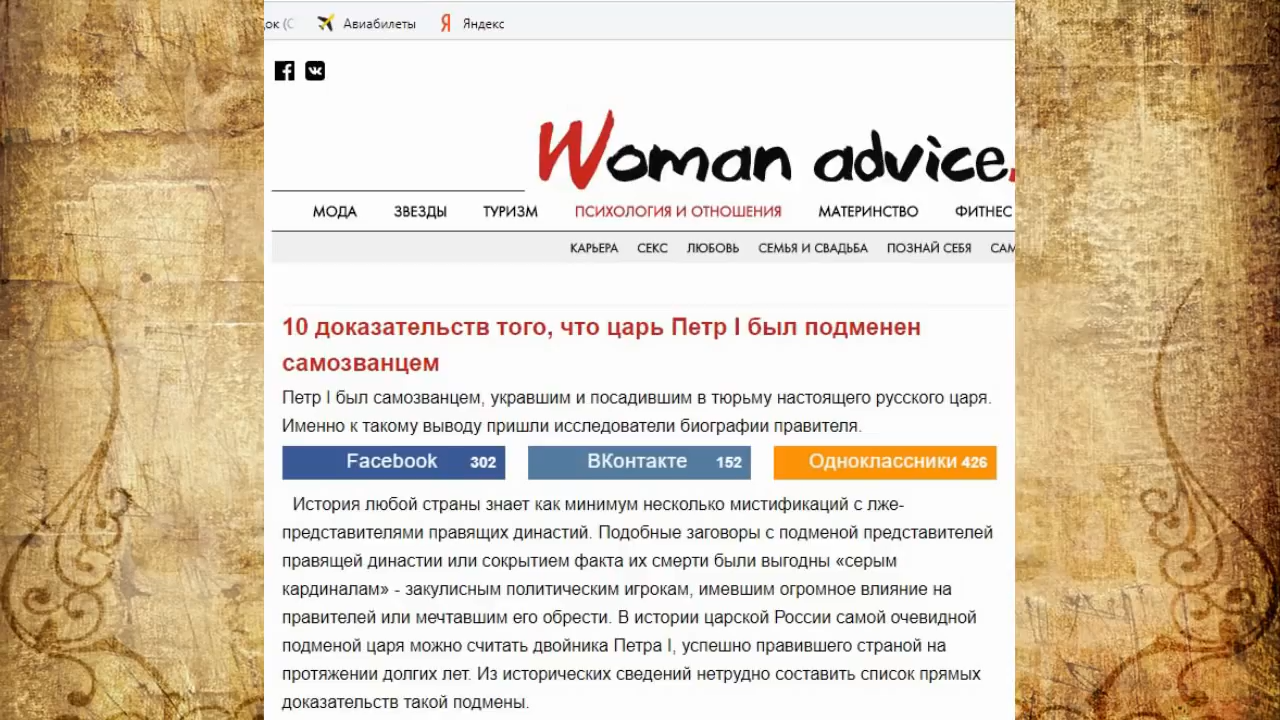 ок (С Авиабилеты Я Яндекс
Woman advice.
МОДА ЗВЕЗДЫ ТУРИЗМ ПСИХОЛОГИЯ И ОТНОШЕНИЯ МАТЕРИНСТВО ФИТНЕС
КАРЬЕРА СЕКС ЛЮБОВЬ СЕМЬЯ И СВАДЬБА ПОЗНАЙ СЕБЯ САМ
10 доказательств того, что царь Петр I был подменен
самозванцем
Петр I был самозванцем, укравшим и посадившим в тюрьму настоящего русского царя.
Именно к такому выводу пришли исследователи биографии правителя.
Facebook 302 ВКонтакте 152 Одноклассники 426
История любой страны знает как минимум несколько мистификаций с лже-
представителями правящих династий. Подобные заговоры с подменой представителей
правящей династии или сокрытием факта их смерти были выгодны «серым
кардиналам» - закулисным политическим игрокам, имевшим огромное влияние на
правителей или мечтавшим его обрести. В истории царской России самой очевидной
подменой царя можно считать двойника Петра I, успешно правившего страной на
протяжении долгих лет. Из исторических сведений нетрудно составить список прямых
доказательств такой подмены.